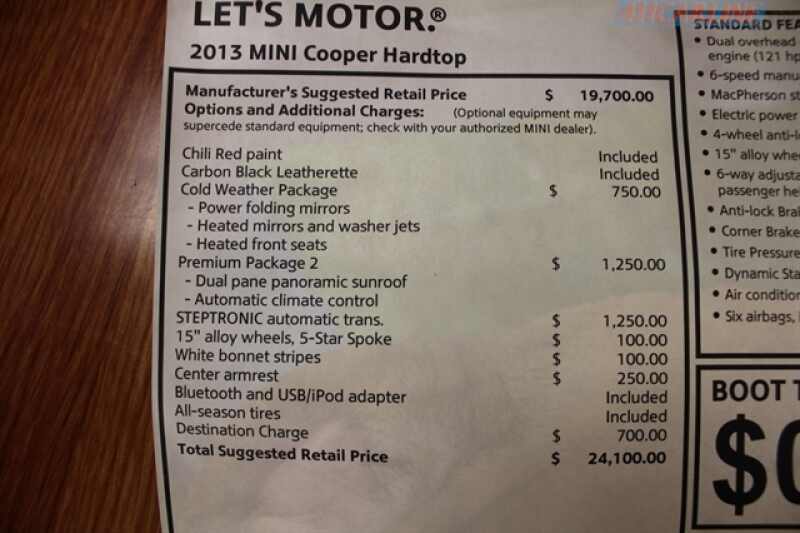 LET'S MOTOR.®
2013 MINI Cooper Hardtop
Manufacturer's Suggested Retail Price $ 19,700.00
Options and Additional Charges: (Optional equipment may
supercede standard equipment; check with your authorized MINI dealer).
Chili Red paint Included
Carbon Black Leatherette Included
Cold Weather Package $ 750.00
- Power folding mirrors
- Heated mirrors and washer jets
- Heated front seats
Premium Package 2 $ 1,250.00
- Dual pane panoramic sunroof
- Automatic climate control
STEPTRONIC automatic trans. $ 1,250.00
15" alloy wheels, 5-Star Spoke $ 100.00
White bonnet stripes $ 100.00
Center armrest $ 250.00
Bluetooth and USB/iPod adapter Included
All-season tires Included
Destination Charge $ 700.00
Total Suggested Retail Price $ 24,100.00
STANDARD FEA
• Dual overhead
engine (121 hp
• 6-speed manu
• MacPherson st
• Electric power
• 4-wheel anti-l
• 15" alloy whe
• 6-way adjusta
passenger he
• Anti-lock Bra
• Corner Brake
• Tire Pressure
• Dynamic Sta
• Air condition
• Six airbags,
BOOT T
$0